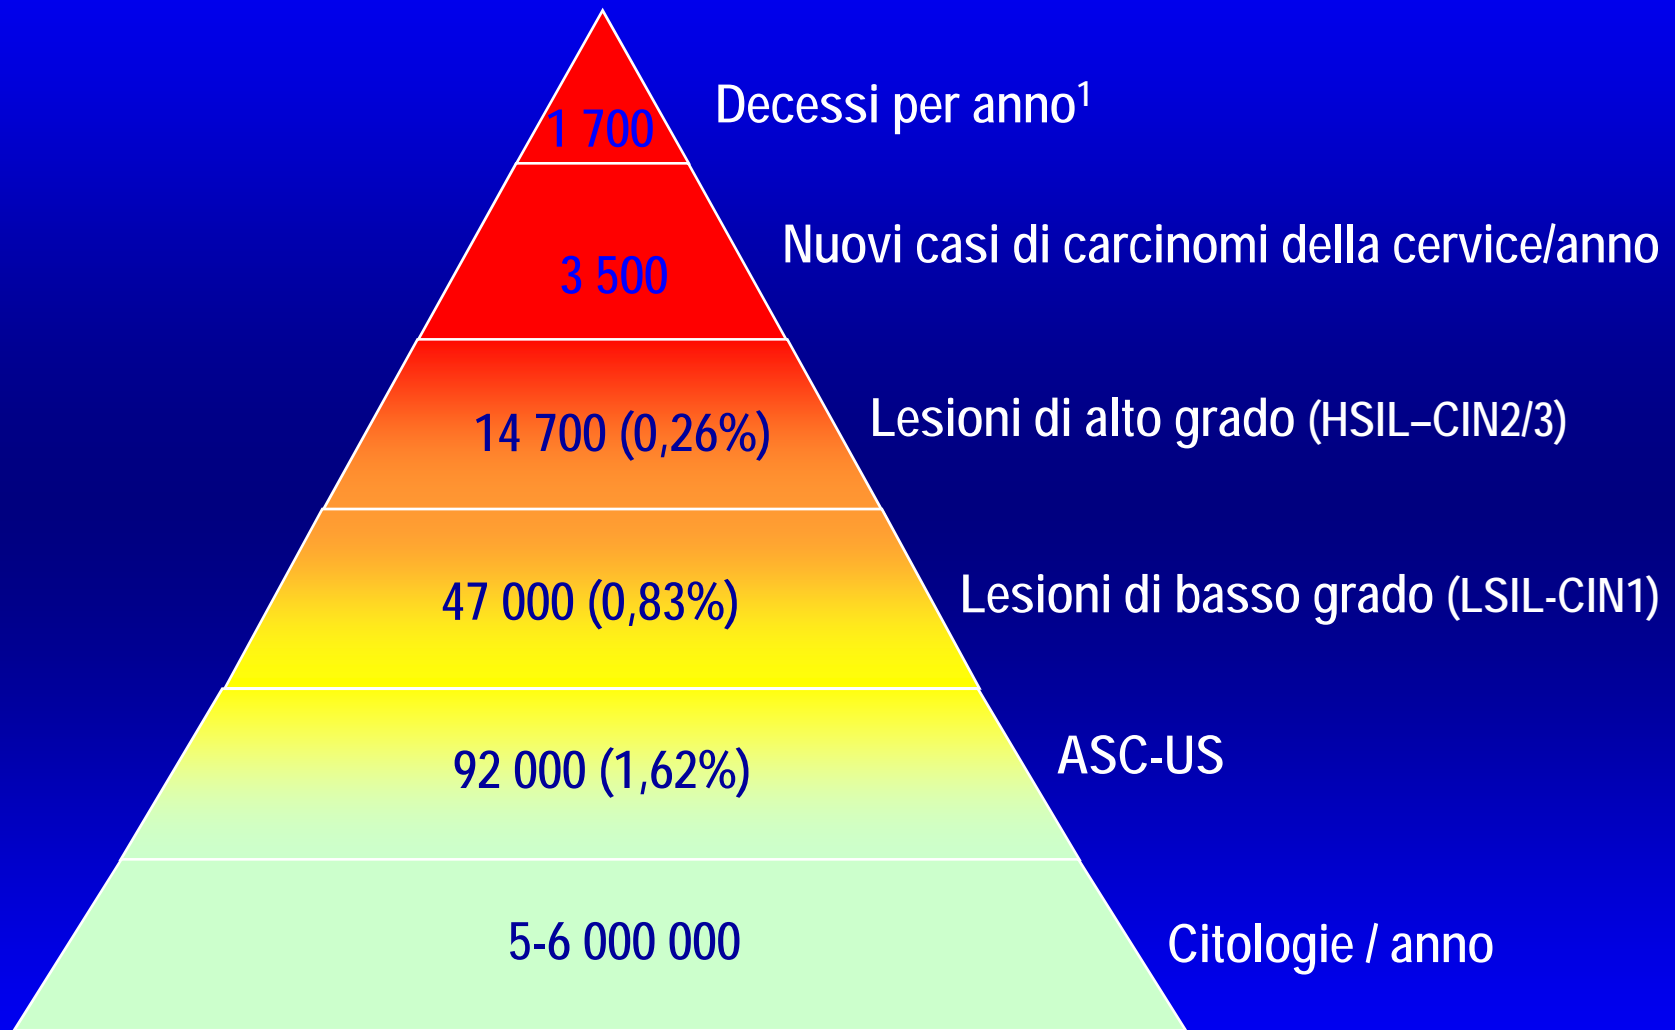 Decessi per anno¹
1 700
Nuovi casi di carcinomi della cervice/anno
3 500
Lesioni di alto grado (HSIL–CIN2/3)
14 700 (0,26%)
Lesioni di basso grado (LSIL-CIN1)
47 000 (0,83%)
ASC-US
92 000 (1,62%)
5-6 000 000
Citologie / anno